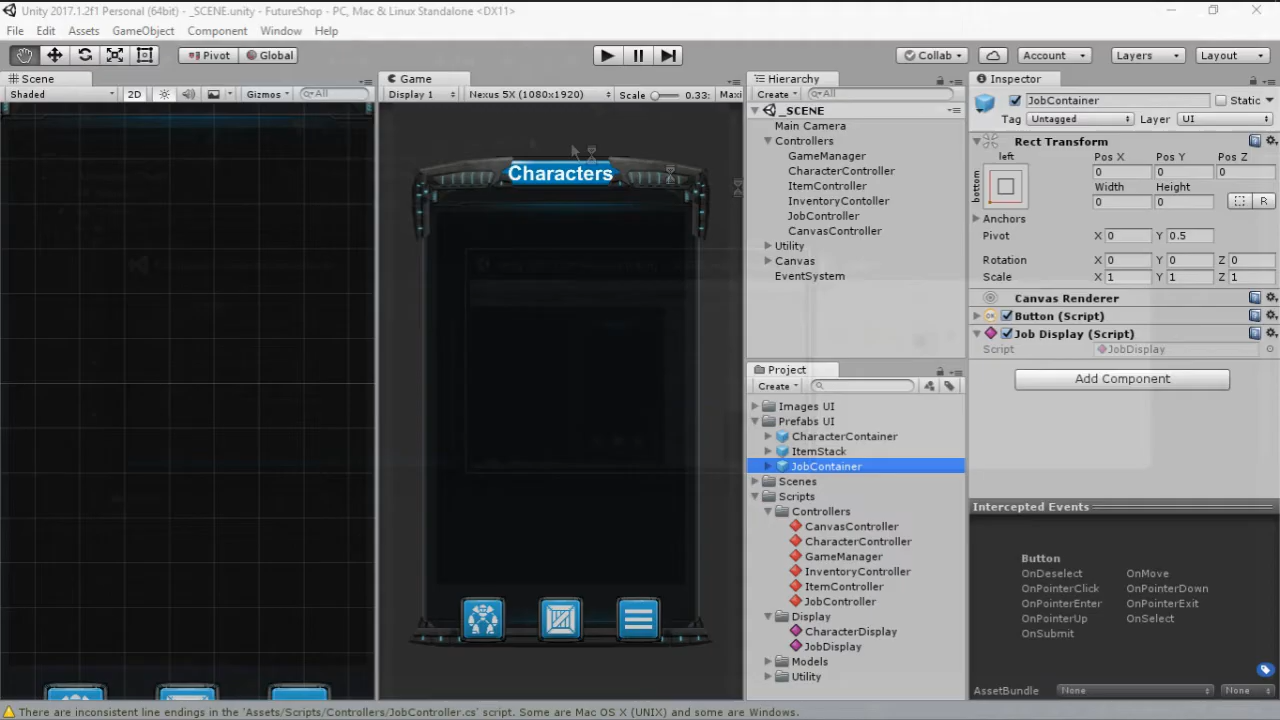 Unity 2017.1.2f1 Personal (64bit) - _SCENE.unity - FutureShop - PC, Mac & Linux Standalone <DX11>
File Edit Assets GameObject Component Window Help
Pivot Global Collab Account Layers Layout
Scene
Shaded 2D Gizmos All
Game
Display 1 Nexus 5X (1080x1920) Scale 0.33: Maxi
Characters
Hierarchy
Create All
_SCENE
Main Camera
Controllers
GameManager
CharacterController
ItemController
InventoryContoller
JobController
CanvasController
Utility
Canvas
EventSystem
Project
Create
Images UI
Prefabs UI
CharacterContainer
ItemStack
JobContainer
Scenes
Scripts
Controllers
CanvasController
CharacterController
GameManager
InventoryController
ItemController
JobController
Display
CharacterDisplay
JobDisplay
Models
Utility
Inspector
JobContainer Static
Tag Untagged Layer UI
Rect Transform
left Pos X Pos Y Pos Z
bottom 0 0 0
Width Height
0 0 R
Anchors
Pivot X 0 Y 0.5
Rotation X 0 Y 0 Z 0
Scale X 1 Y 1 Z 1
Canvas Renderer
Button (Script)
Job Display (Script)
Script JobDisplay
Add Component
Intercepted Events
Button
OnDeselect OnMove
OnPointerClick OnPointerDown
OnPointerEnter OnPointerExit
OnPointerUp OnSelect
OnSubmit
AssetBundle None None
There are inconsistent line endings in the 'Assets/Scripts/Controllers/JobController.cs' script. Some are Mac OS X (UNIX) and some are Windows.